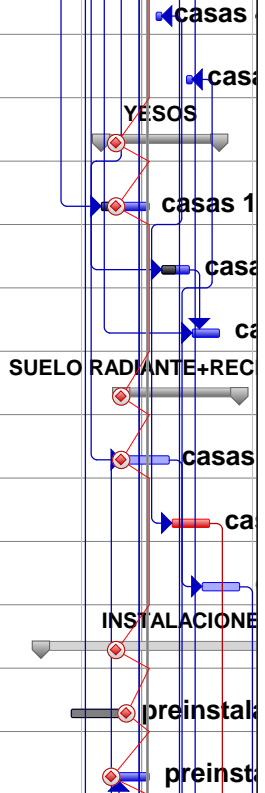 casas
casa
YESOS
casas 1
casa
ca
SUELO RADIANTE+REC
casas
ca
INSTALACIONE
preinstala
preinsta